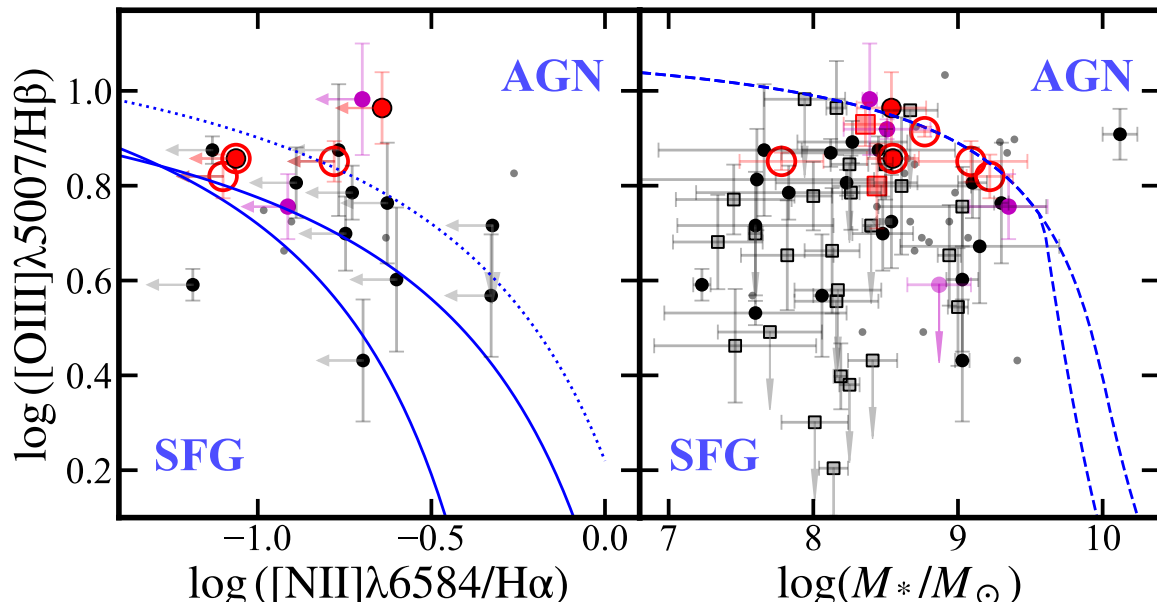 AGN
AGN
1.0
0.8
0.6
0.4
0.2
log ([OIII]λ5007/Hβ)
SFG
SFG
−1.0 −0.5 0.0
7 8 9 10
log ([NII]λ6584/Hα)
log(M*/M⊙)